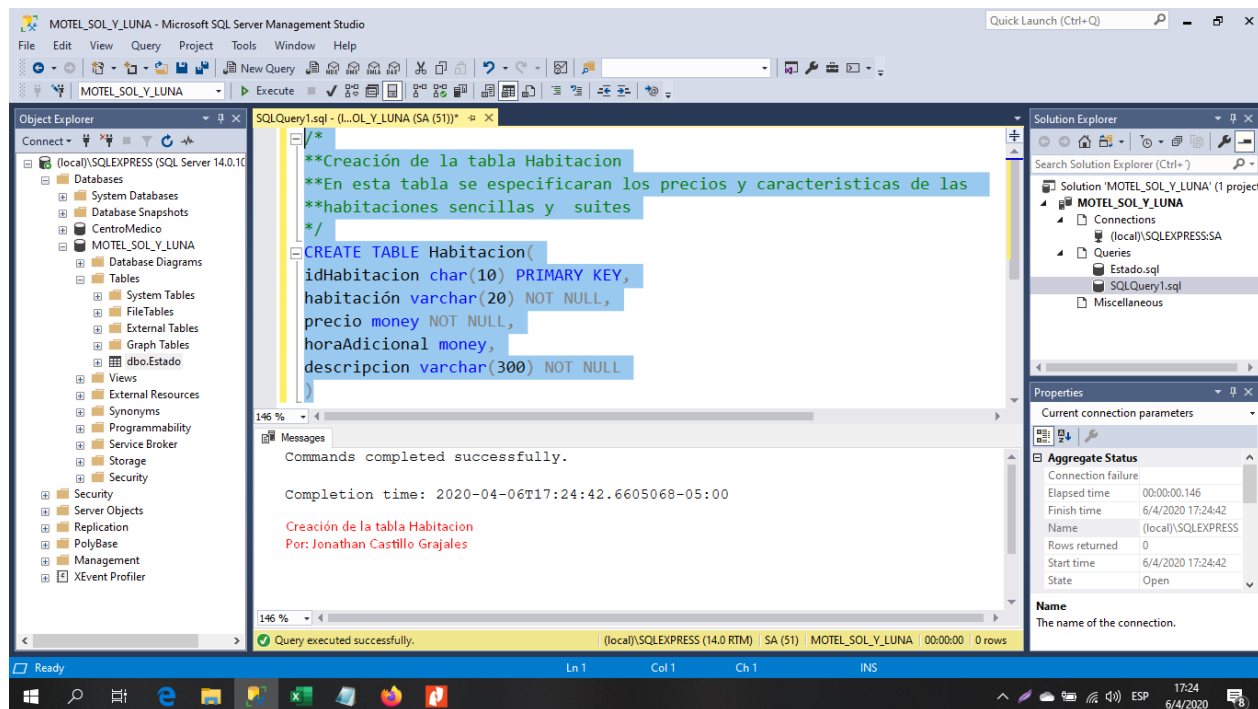 MOTEL_SOL_Y_LUNA - Microsoft SQL Server Management Studio
Quick Launch (Ctrl+Q)
File Edit View Query Project Tools Window Help
New Query
MOTEL_SOL_Y_LUNA
Execute
Object Explorer
Connect
(local)\SQLEXPRESS (SQL Server 14.0.10
Databases
System Databases
Database Snapshots
CentroMedico
MOTEL_SOL_Y_LUNA
Database Diagrams
Tables
System Tables
FileTables
External Tables
Graph Tables
dbo.Estado
Views
External Resources
Synonyms
Programmability
Service Broker
Storage
Security
Security
Server Objects
Replication
PolyBase
Management
XEvent Profiler
SQLQuery1.sql - (l...OL_Y_LUNA (SA (51))*
/*
**Creación de la tabla Habitacion
**En esta tabla se especificaran los precios y caracteristicas de las
**habitaciones sencillas y  suites
*/
CREATE TABLE Habitacion(
idHabitacion char(10) PRIMARY KEY,
habitación varchar(20) NOT NULL,
precio money NOT NULL,
horaAdicional money,
descripcion varchar(300) NOT NULL
)
146 %
Messages
Commands completed successfully.
Completion time: 2020-04-06T17:24:42.6605068-05:00
Creación de la tabla Habitacion
Por: Jonathan Castillo Grajales
146 %
Query executed successfully.
(local)\SQLEXPRESS (14.0 RTM) SA (51) MOTEL_SOL_Y_LUNA 00:00:00 0 rows
Solution Explorer
Search Solution Explorer (Ctrl+´)
Solution 'MOTEL_SOL_Y_LUNA' (1 project
MOTEL_SOL_Y_LUNA
Connections
(local)\SQLEXPRESS:SA
Queries
Estado.sql
SQLQuery1.sql
Miscellaneous
Properties
Current connection parameters
Aggregate Status
Connection failure
Elapsed time 00:00:00.146
Finish time 6/4/2020 17:24:42
Name (local)\SQLEXPRESS
Rows returned 0
Start time 6/4/2020 17:24:42
State Open
Name
The name of the connection.
Ready
Ln 1 Col 1 Ch 1 INS
ESP
17:24
6/4/2020
8